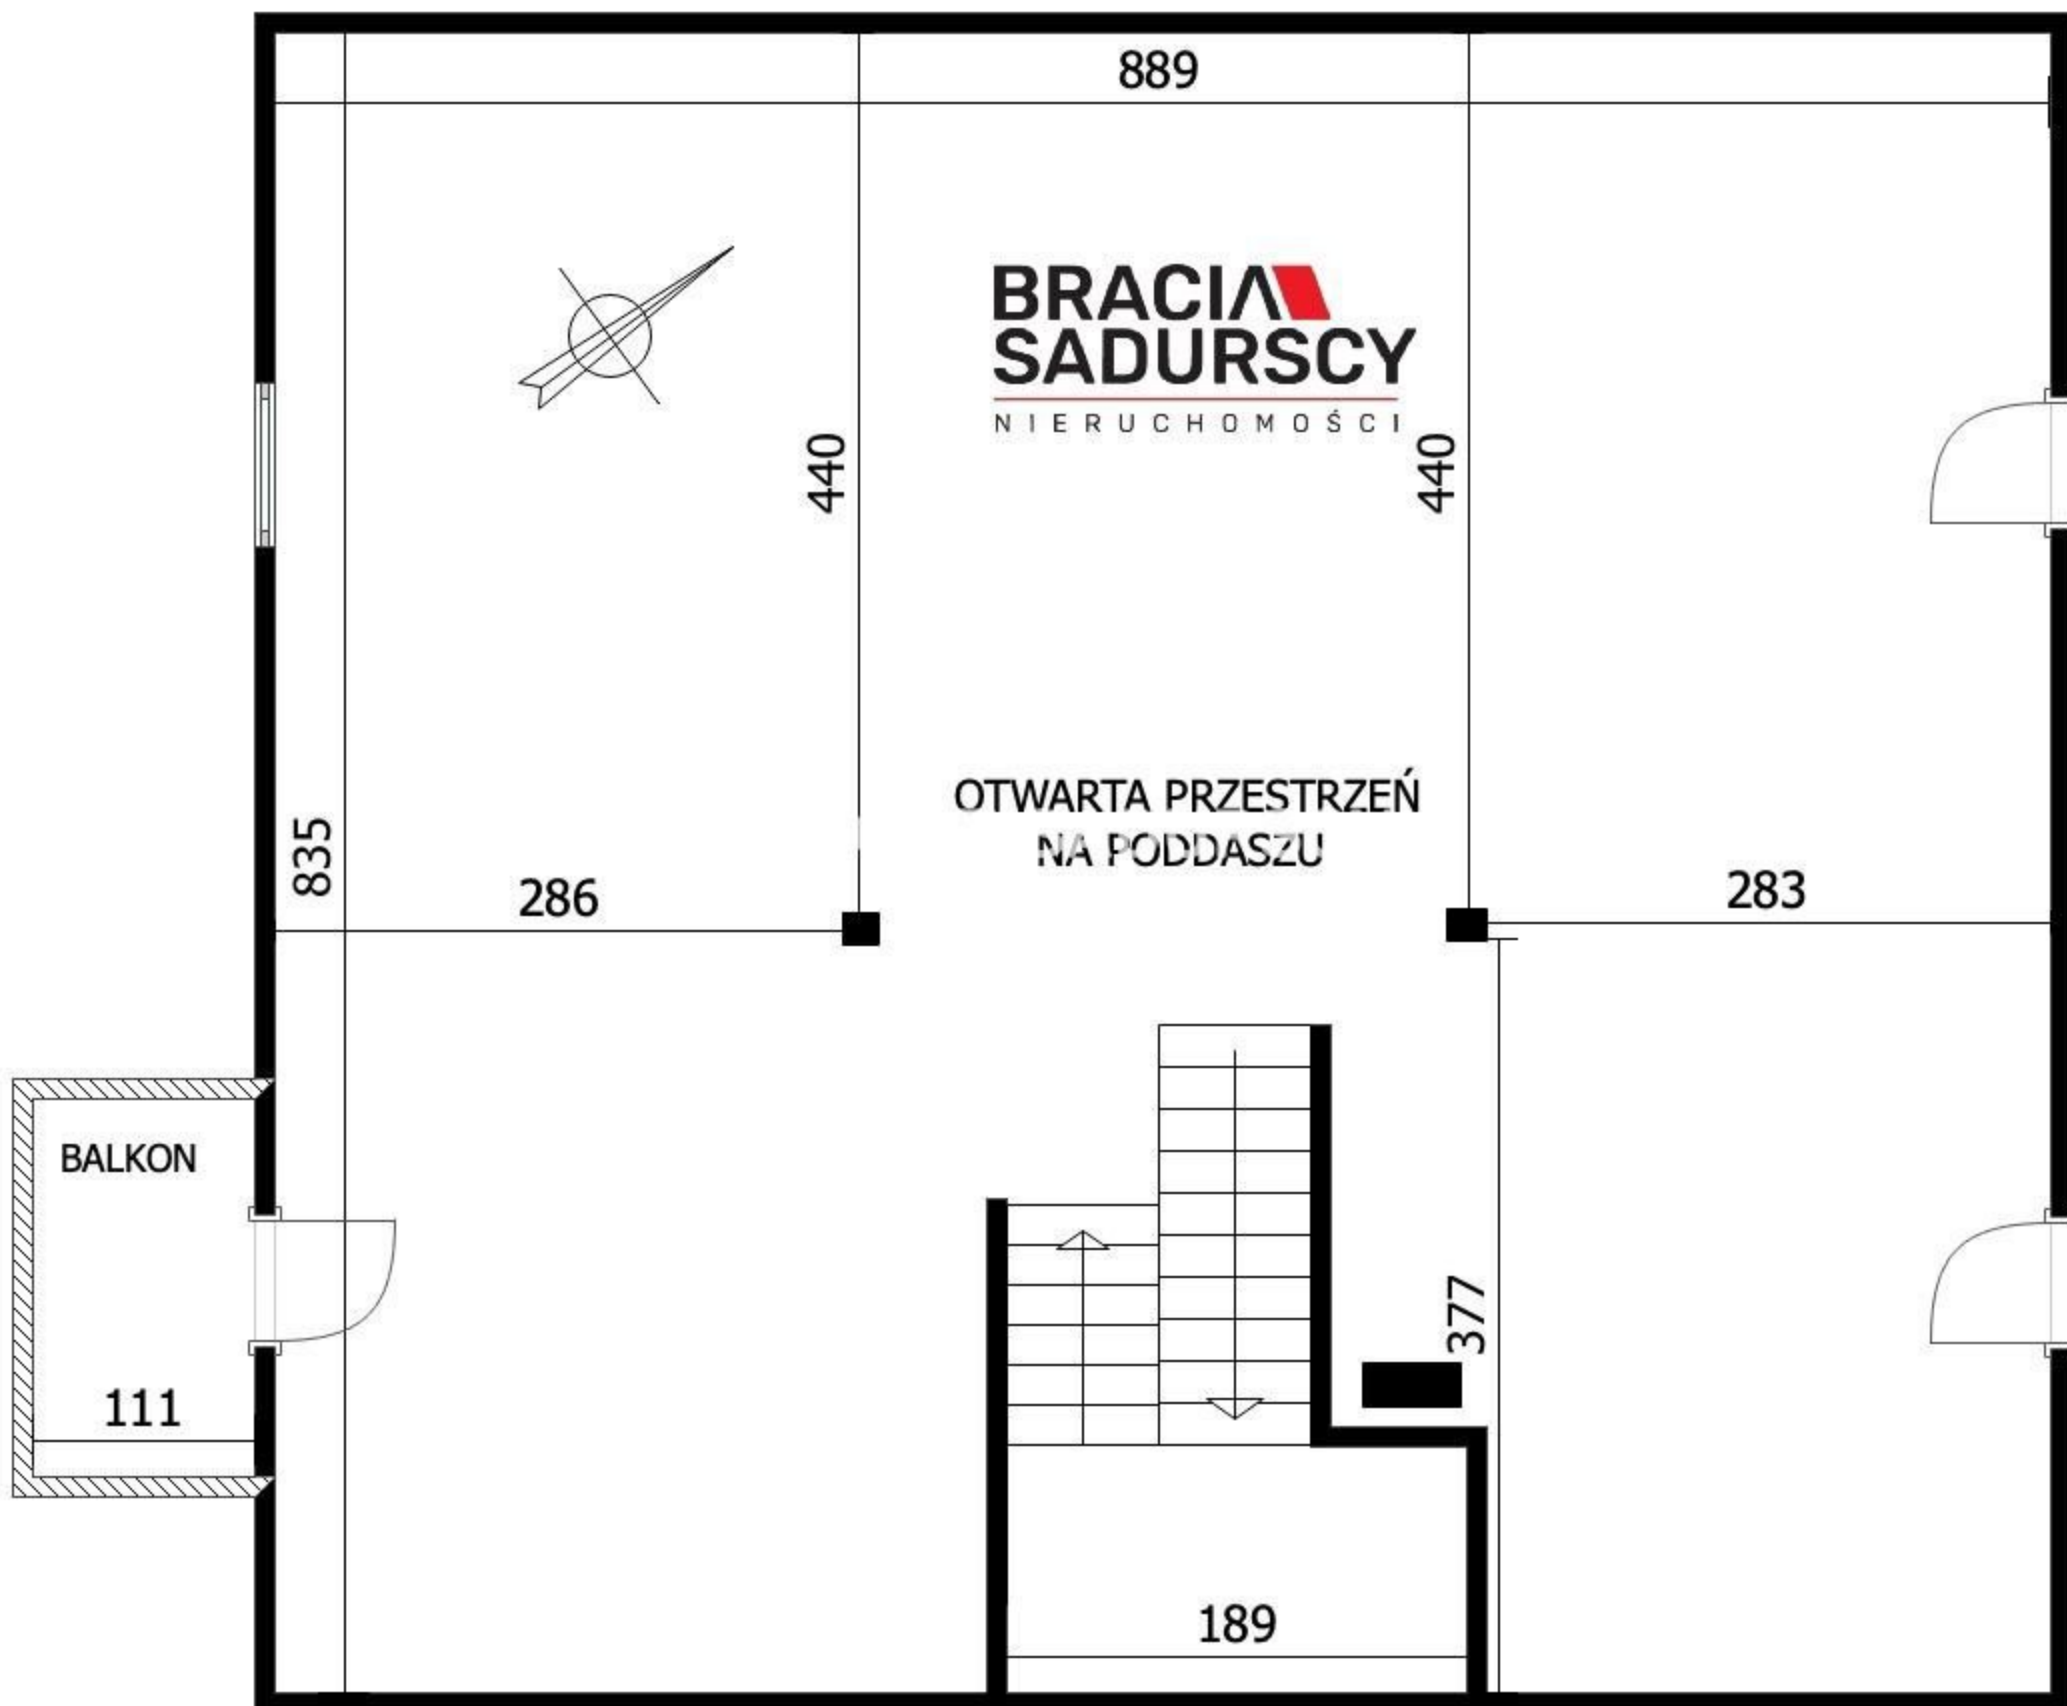 889
BRACIA
SADURSCY
NIERUCHOMOŚCI
440
440
OTWARTA PRZESTRZEŃ
NA PODDASZU
835
286
283
BALKON
377
111
189